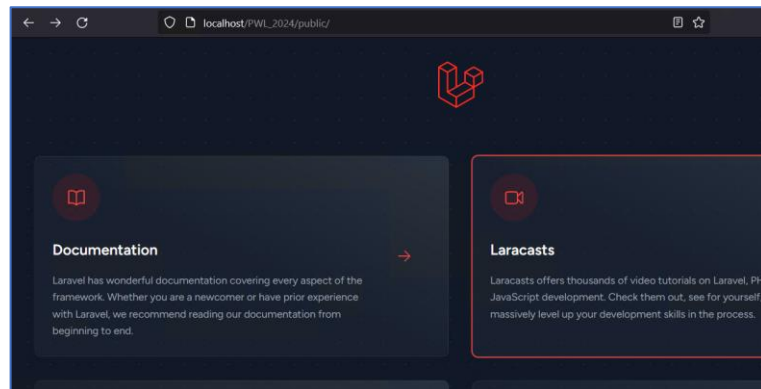 localhost/PWL_2024/public/
Documentation
Laravel has wonderful documentation covering every aspect of the
framework. Whether you are a newcomer or have prior experience
with Laravel, we recommend reading our documentation from
beginning to end.
Laracasts
Laracasts offers thousands of video tutorials on Laravel,
JavaScript development. Check them out, see for yourself,
massively level up your development skills in the process.